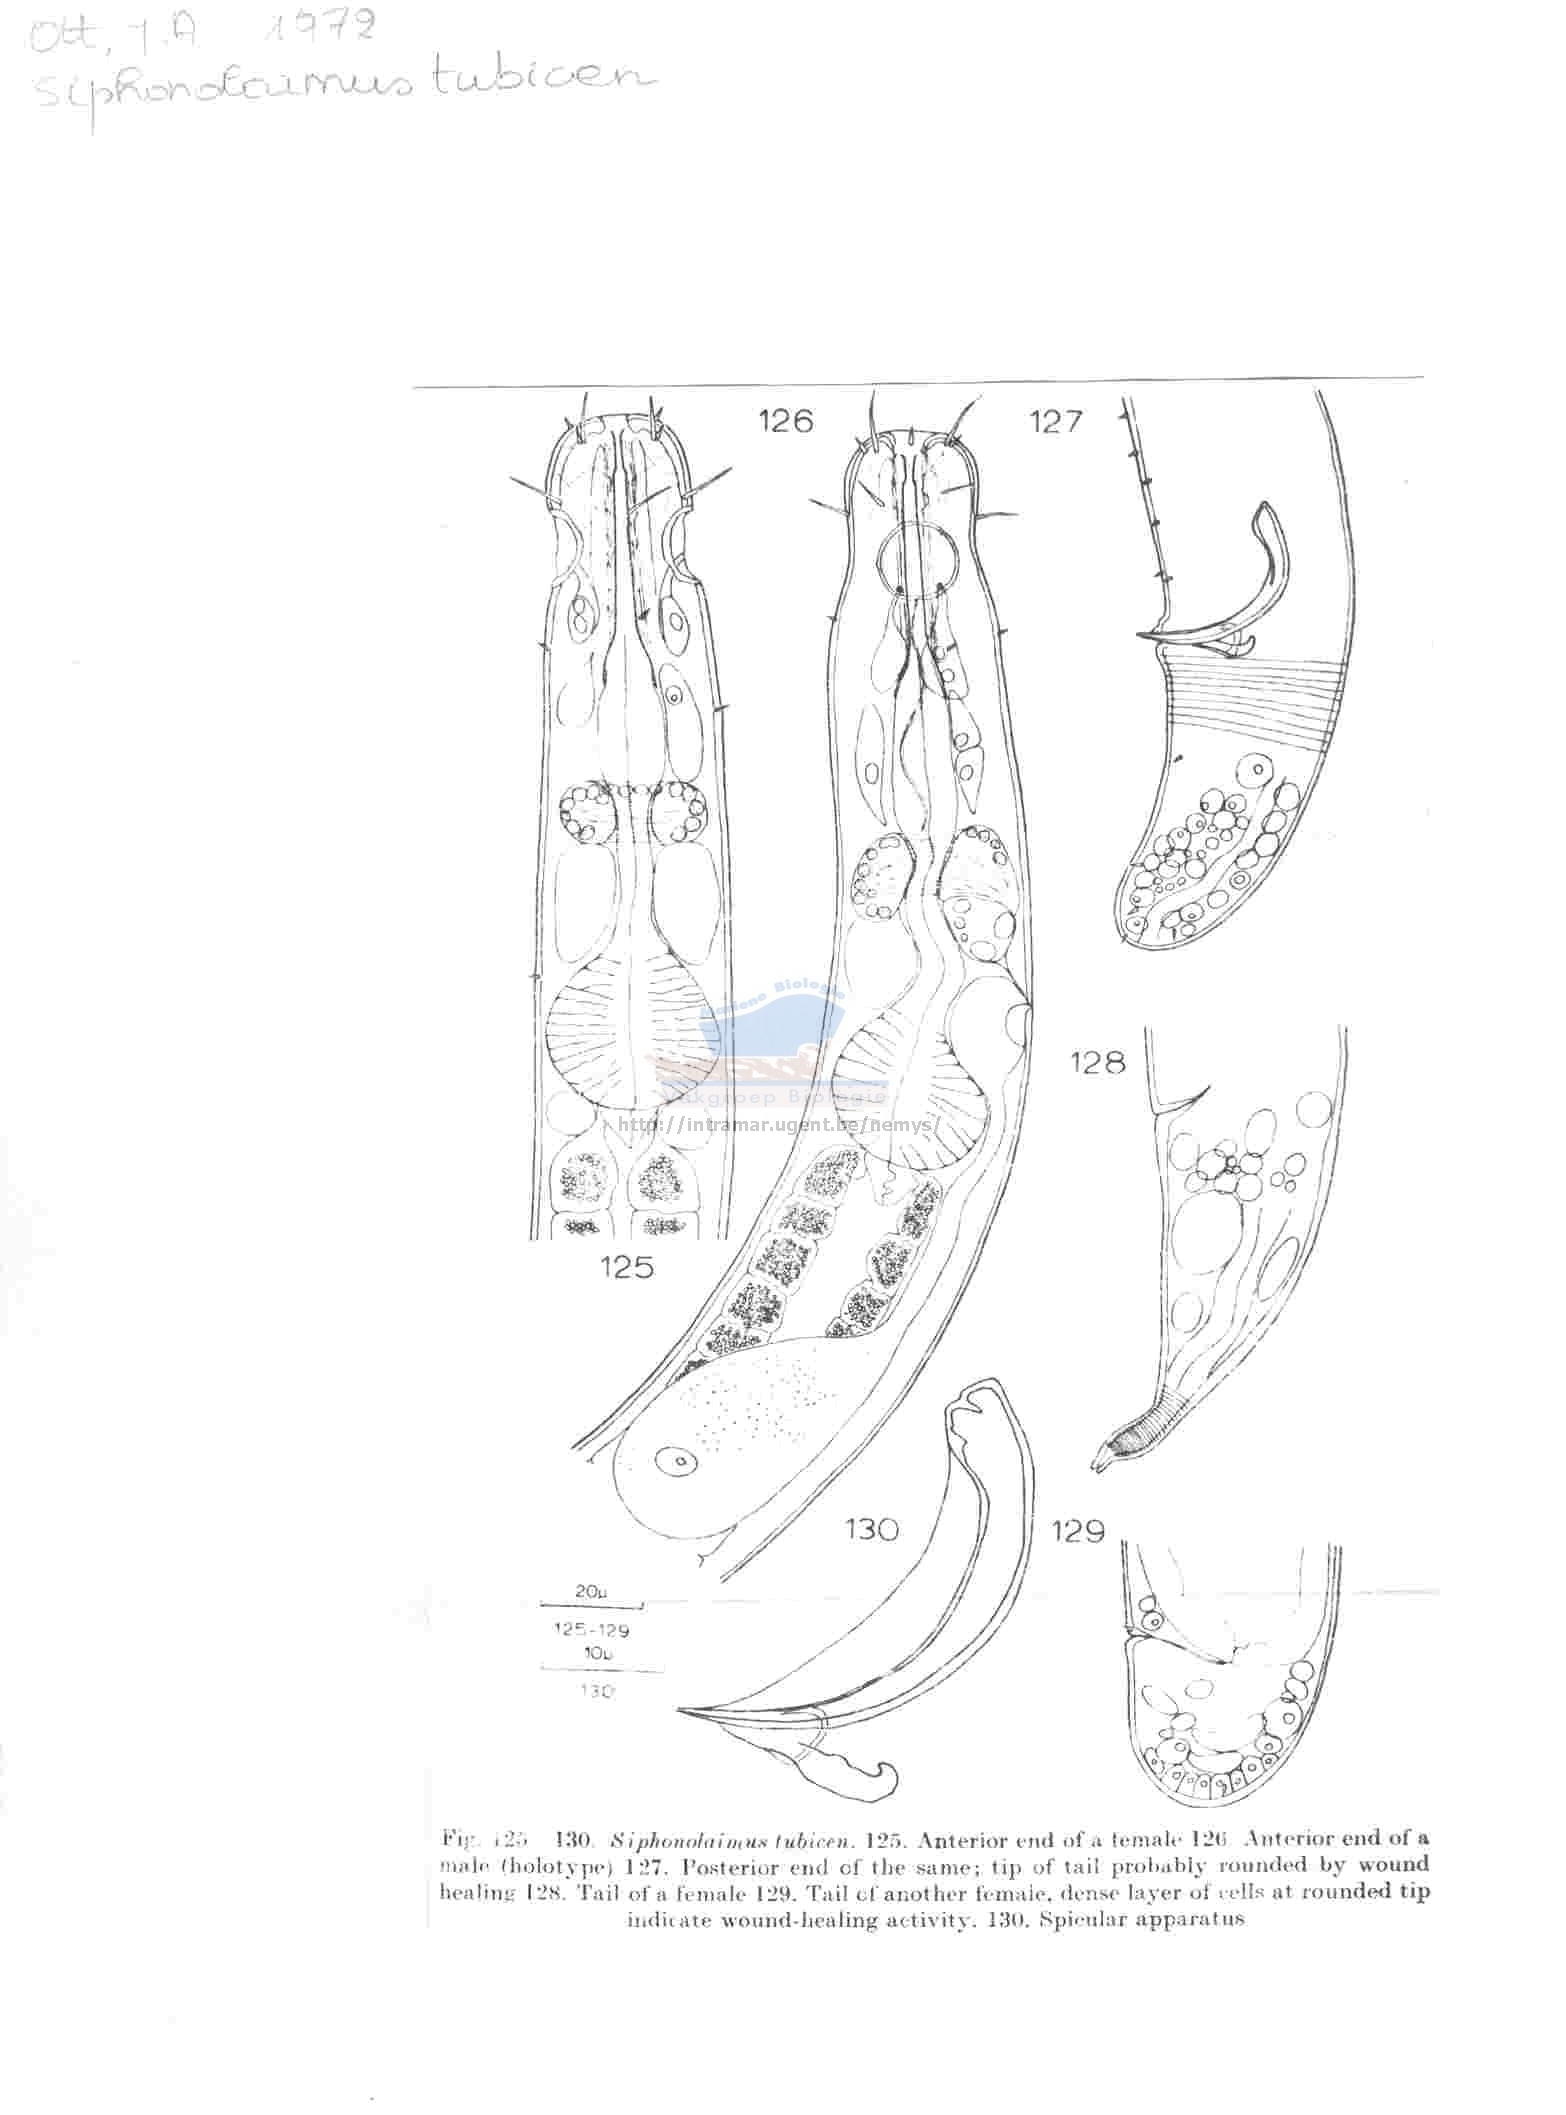 Ott, J.A 1972
Siphonolaimus tubicen
126
127
Biologie
128
Vakgroep Biologie
http://intramar.ugent.be/nemys/
125
130
129
20µ
125-129
10µ
130
Fig. 125 130. Siphonolaimus tubicen. 125. Anterior end of a female 126 Anterior end of a
male (holotype) 127. Posterior end of the same; tip of tail probably rounded by wound
healing 128. Tail of a female 129. Tail of another female, dense layer of cells at rounded tip
indicate wound-healing activity. 130. Spicular apparatus